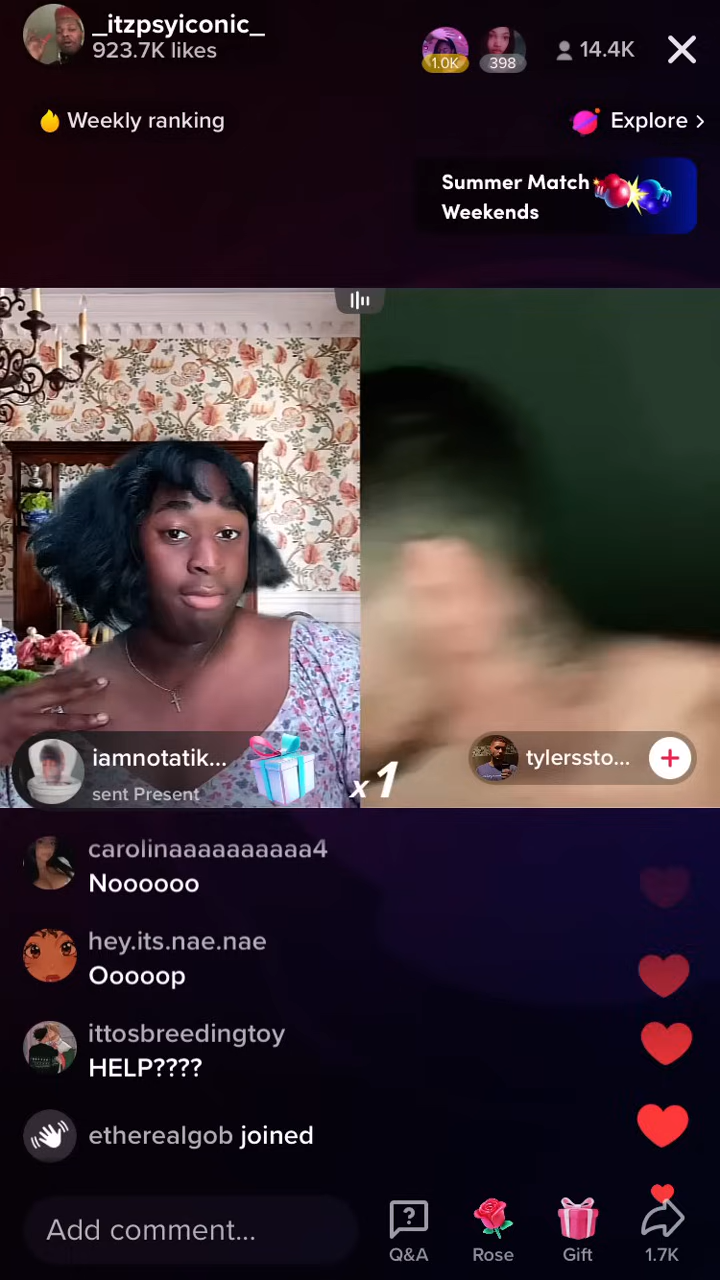 _itzpsyiconic_
923.7K likes
1.0K
398
14.4K
Weekly ranking
Explore >
Summer Match
Weekends
iamnotatik...
sent Present
x1
tylerssto...
carolinaaaaaaaaaa4
Noooooo
hey.its.nae.nae
Ooooop
ittosbreedingtoy
HELP????
etherealgob joined
Add comment...
Q&A
Rose
Gift
1.7K